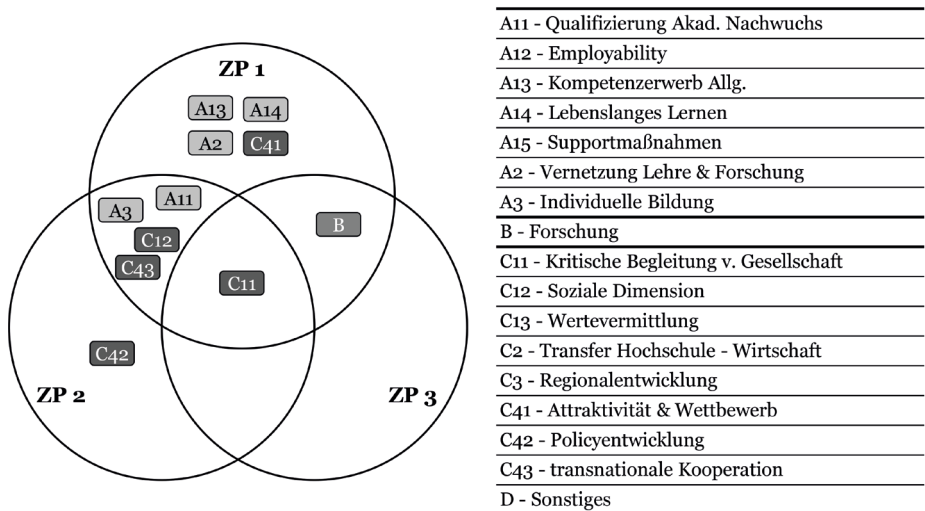 ZP 1
A13 A14
A2 C41
A3 A11
C12
C43
B
C11
C42
ZP 2
ZP 3
A11 - Qualifizierung Akad. Nachwuchs
A12 - Employability
A13 - Kompetenzerwerb Allg.
A14 - Lebenslanges Lernen
A15 - Supportmaßnahmen
A2 - Vernetzung Lehre & Forschung
A3 - Individuelle Bildung
B - Forschung
C11 - Kritische Begleitung v. Gesellschaft
C12 - Soziale Dimension
C13 - Wertevermittlung
C2 - Transfer Hochschule - Wirtschaft
C3 - Regionalentwicklung
C41 - Attraktivität & Wettbewerb
C42 - Policyentwicklung
C43 - transnationale Kooperation
D - Sonstiges